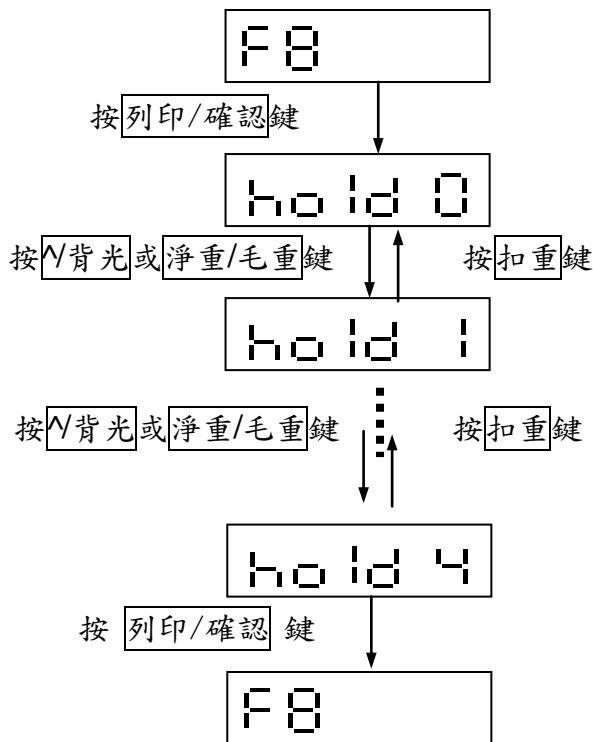 F8
按列印/確認鍵
hold 0
按^/背光或淨重/毛重鍵 按扣重鍵
hold 1
按^/背光或淨重/毛重鍵 按扣重鍵
hold 4
按 列印/確認 鍵
F8